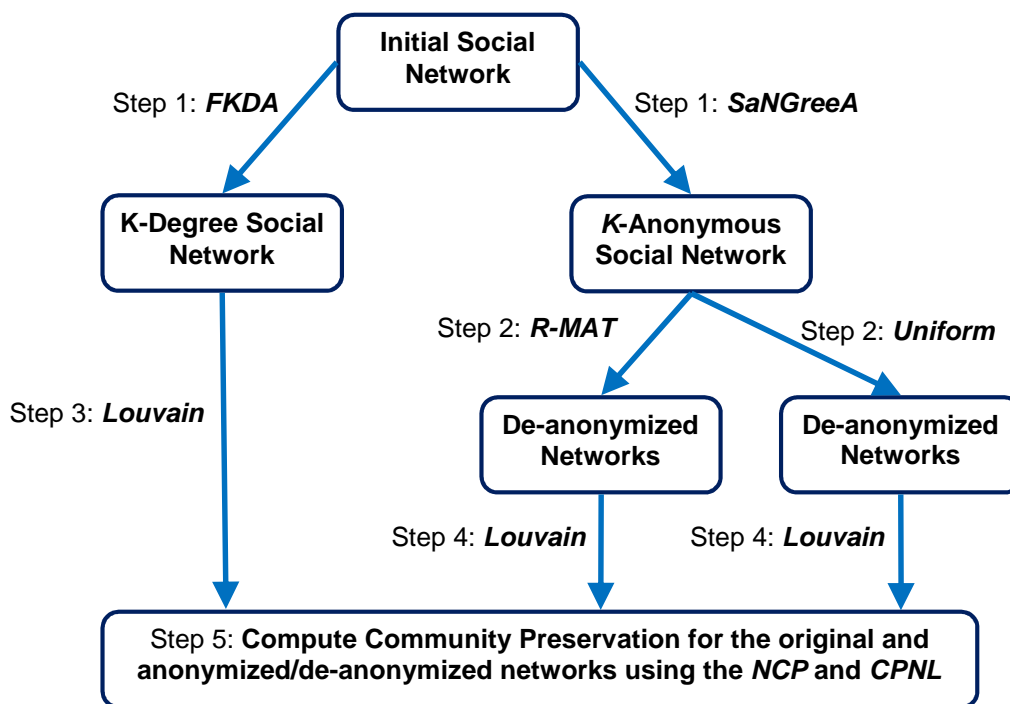 Initial Social
Network
Step 1: FKDA
Step 1: SaNGreeA
K-Degree Social
Network
K-Anonymous
Social Network
Step 2: R-MAT
Step 2: Uniform
Step 3: Louvain
De-anonymized
Networks
De-anonymized
Networks
Step 4: Louvain
Step 4: Louvain
Step 5: Compute Community Preservation for the original and
anonymized/de-anonymized networks using the NCP and CPNL